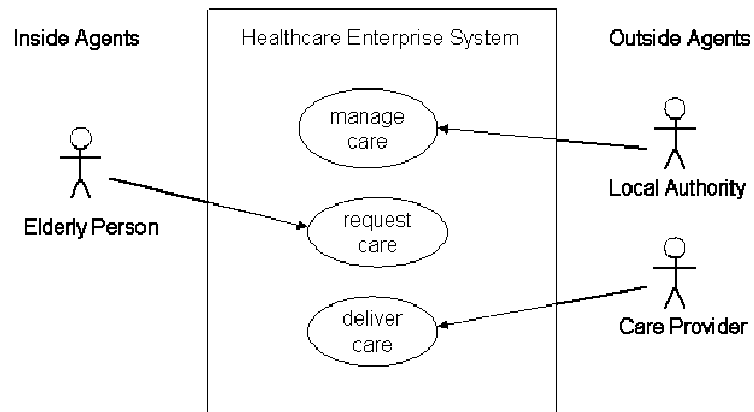 Inside Agents
Healthcare Enterprise System
Outside Agents
manage
care
Local Authority
Elderly Person
request
care
deliver
care
Care Provider